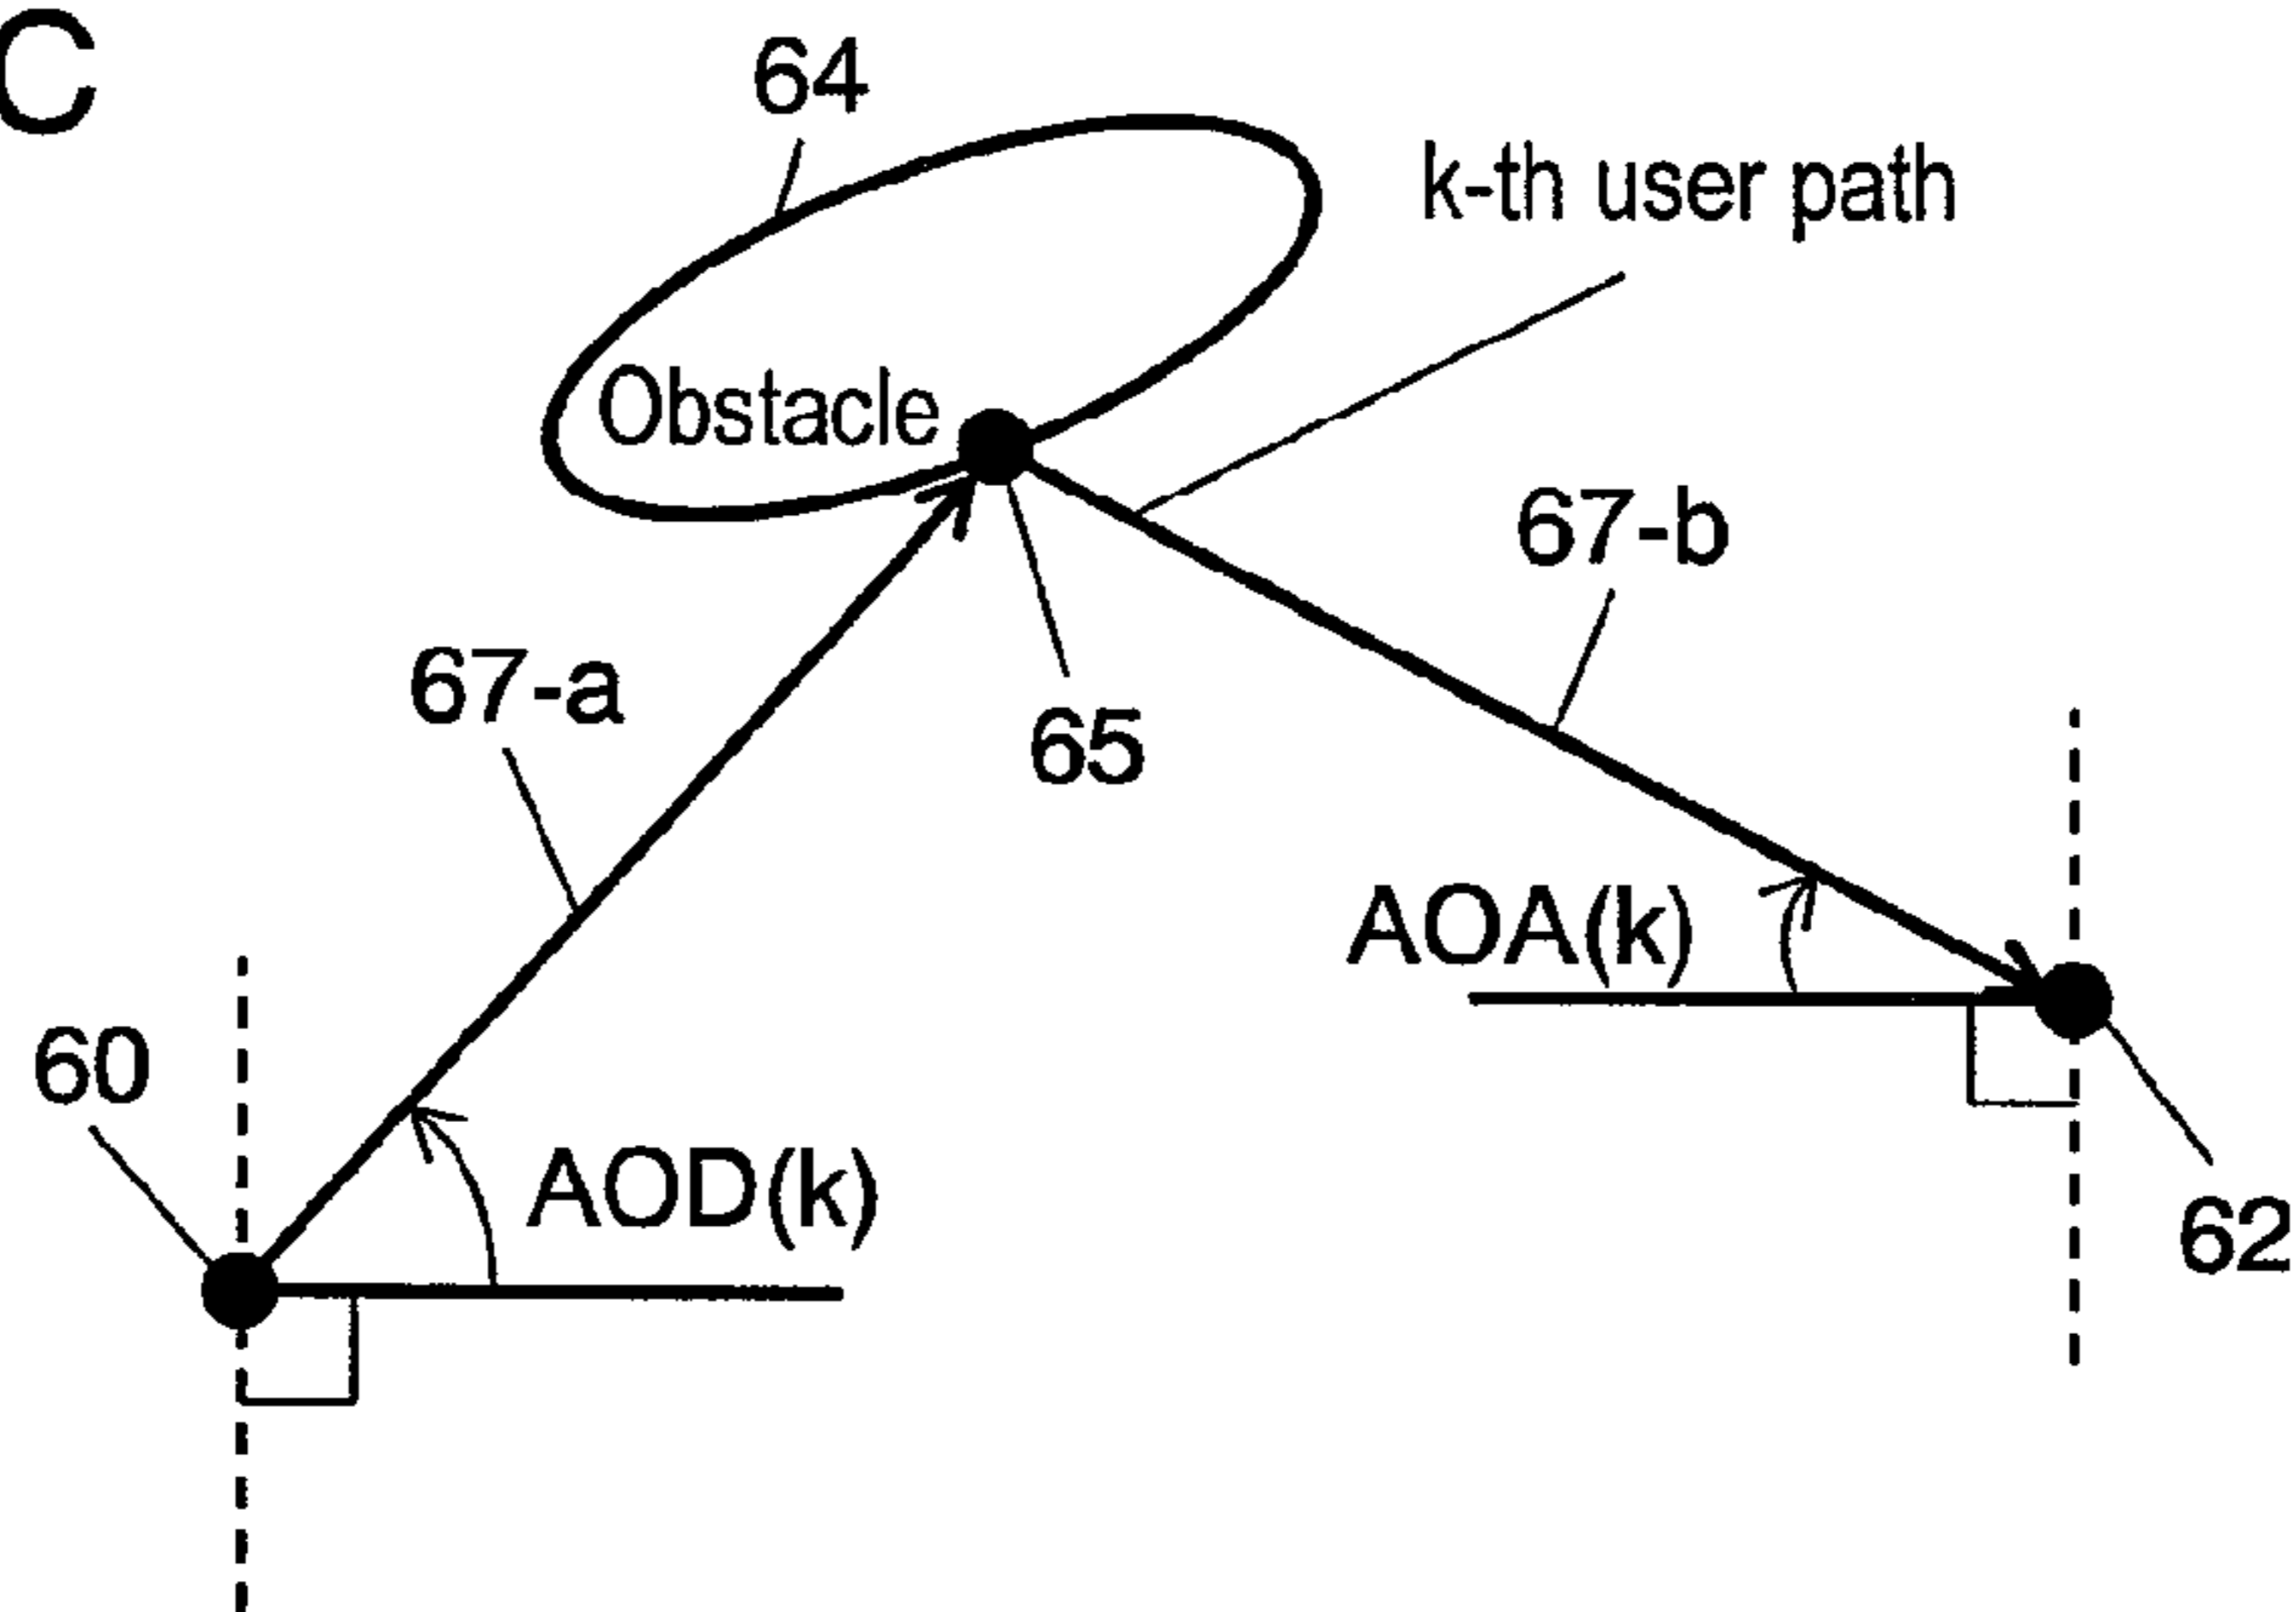 C
64
k-th user path
Obstacle
67-b
67-a
65
AOA(k)
60
AOD(k)
62